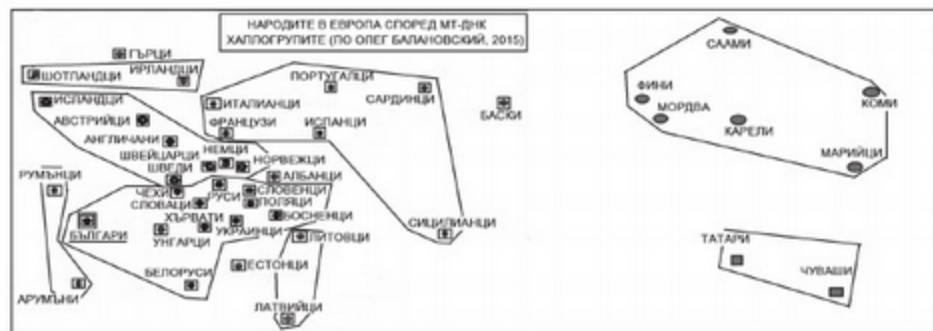 НАРОДИТЕ В ЕВРОПА СПОРЕД МТ-ДНК
ХАПЛОГРУПИТЕ (ПО ОЛЕГ БАЛАНОВСКИЙ, 2015)
ГЪРЦИ
ШОТЛАНДЦИ
ИРЛАНДЦИ
ПОРТУГАЛЦИ
СААМИ
ИСЛАНДЦИ
ИТАЛИАНЦИ
САРДИНЦИ
БАСКИ
ФИНИ
МОРДВА
КОМИ
АВСТРИЙЦИ
ФРАНЦУЗИ
ИСПАНЦИ
КАРЕЛИ
АНГЛИЧАНИ
НЕМЦИ
ШВЕЙЦАРЦИ
НОРВЕЖЦИ
МАРИЙЦИ
ШВЕДИ
РУМЪНЦИ
АЛБАНЦИ
ЧЕХИ
РУСИ
СЛОВЕНЦИ
СЛОВАЦИ
ПОЛЯЦИ
ХЪРВАТИ
БОСНЕНЦИ
СИЦИЛИАНЦИ
БЪЛГАРИ
УНГАРЦИ
УКРАИНЦИ
ЛИТОВЦИ
ТАТАРИ
БЕЛОРУСИ
ЕСТОНЦИ
ЧУВАШИ
АРУМЪНИ
ЛАТВИЙЦИ